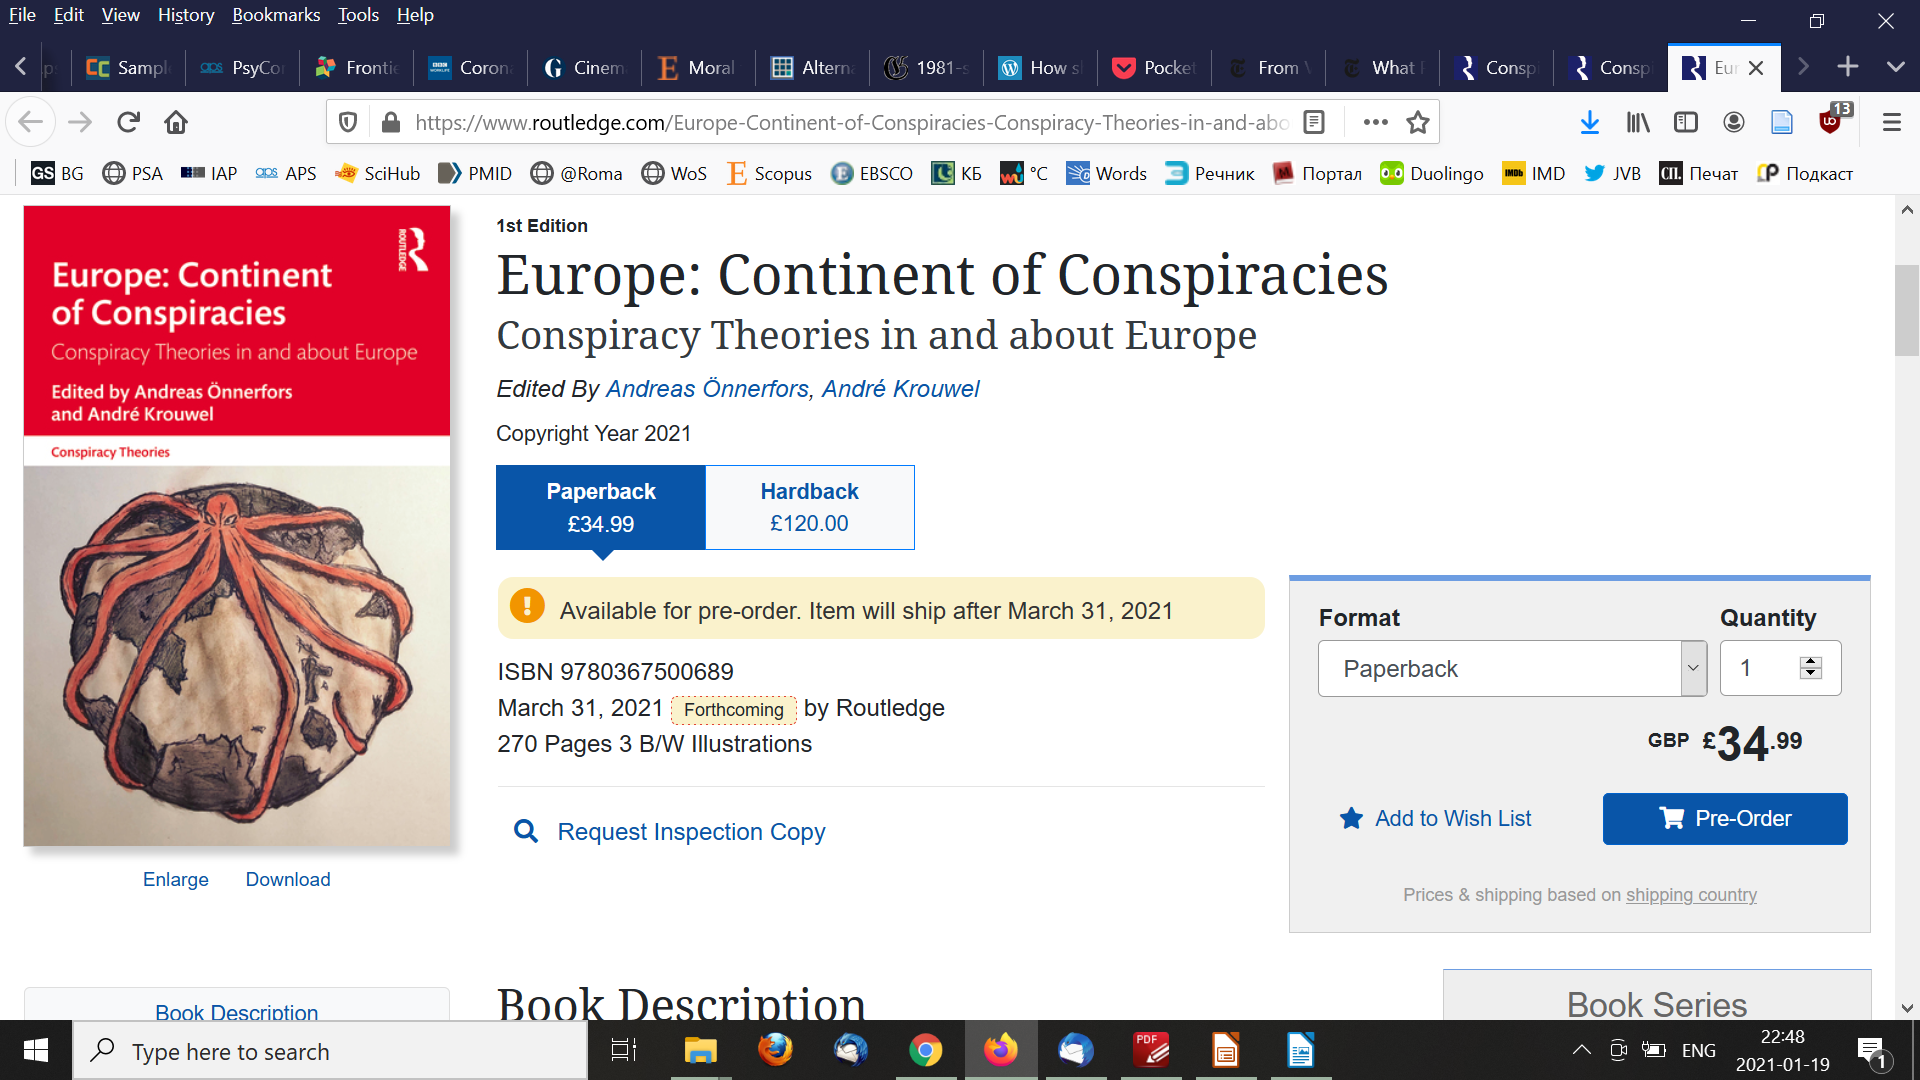 File Edit View History Bookmarks Tools Help
Sampl PsyCo Frontie Coron Cinem Moral Altern 1981-s How s Pocket From What Consp Consp Eur
https://www.routledge.com/Europe-Continent-of-Conspiracies-Conspiracy-Theories-in-and-abo
13
GS BG PSA IAP aps APS SciHub PMID @Roma WoS Scopus EBSCO КБ °C Words Речник Портал Duolingo IMD JVB СП. Печат Подкаст
ROUTLEDGE
Europe: Continent
of Conspiracies
Conspiracy Theories in and about Europe
Edited by Andreas Önnerfors
and André Krouwel
Conspiracy Theories
Enlarge Download
Book Description
1st Edition
Europe: Continent of Conspiracies
Conspiracy Theories in and about Europe
Edited By Andreas Önnerfors, André Krouwel
Copyright Year 2021
Paperback
£34.99
Hardback
£120.00
Available for pre-order. Item will ship after March 31, 2021
ISBN 9780367500689
March 31, 2021 Forthcoming by Routledge
270 Pages 3 B/W Illustrations
Request Inspection Copy
Format Quantity
Paperback 1
GBP £34.99
Add to Wish List Pre-Order
Prices & shipping based on shipping country
Book Description
Book Series
Type here to search
PDF
ENG
22:48
2021-01-19
1